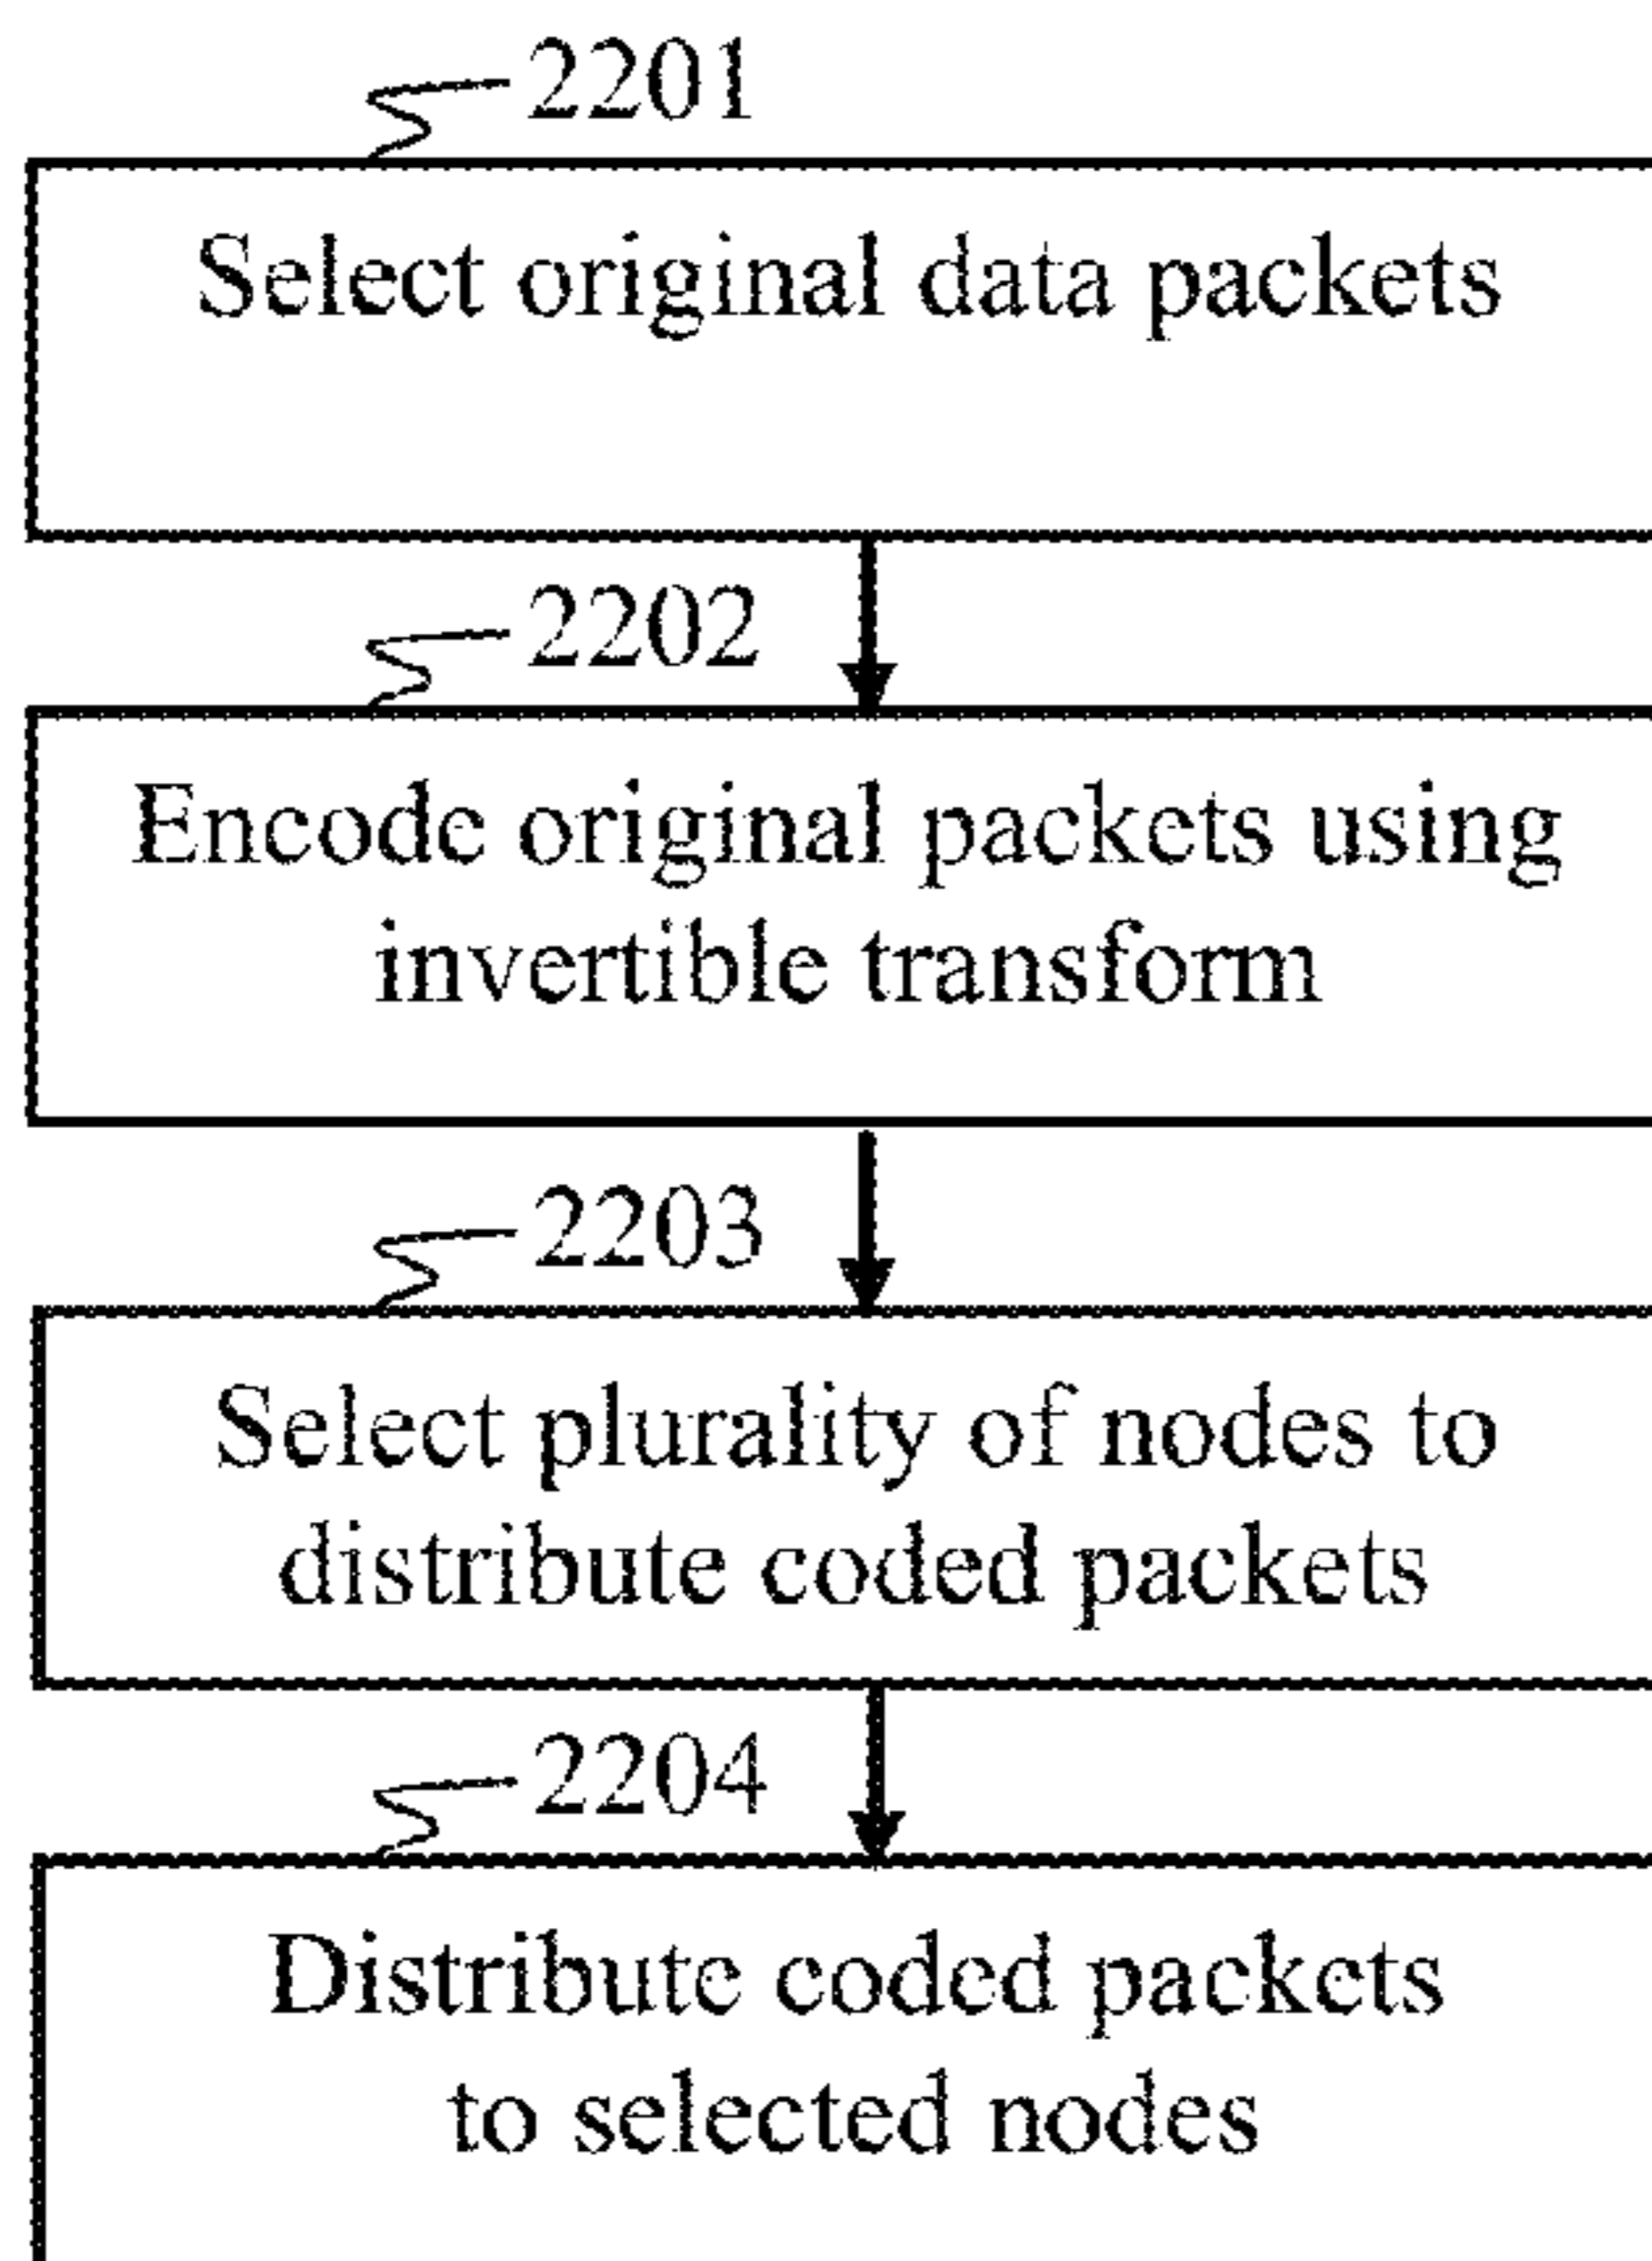 2201
Select original data packets
2202
Encode original packets using
invertible transform
2203
Select plurality of nodes to
distribute coded packets
2204
Distribute coded packets
to selected nodes